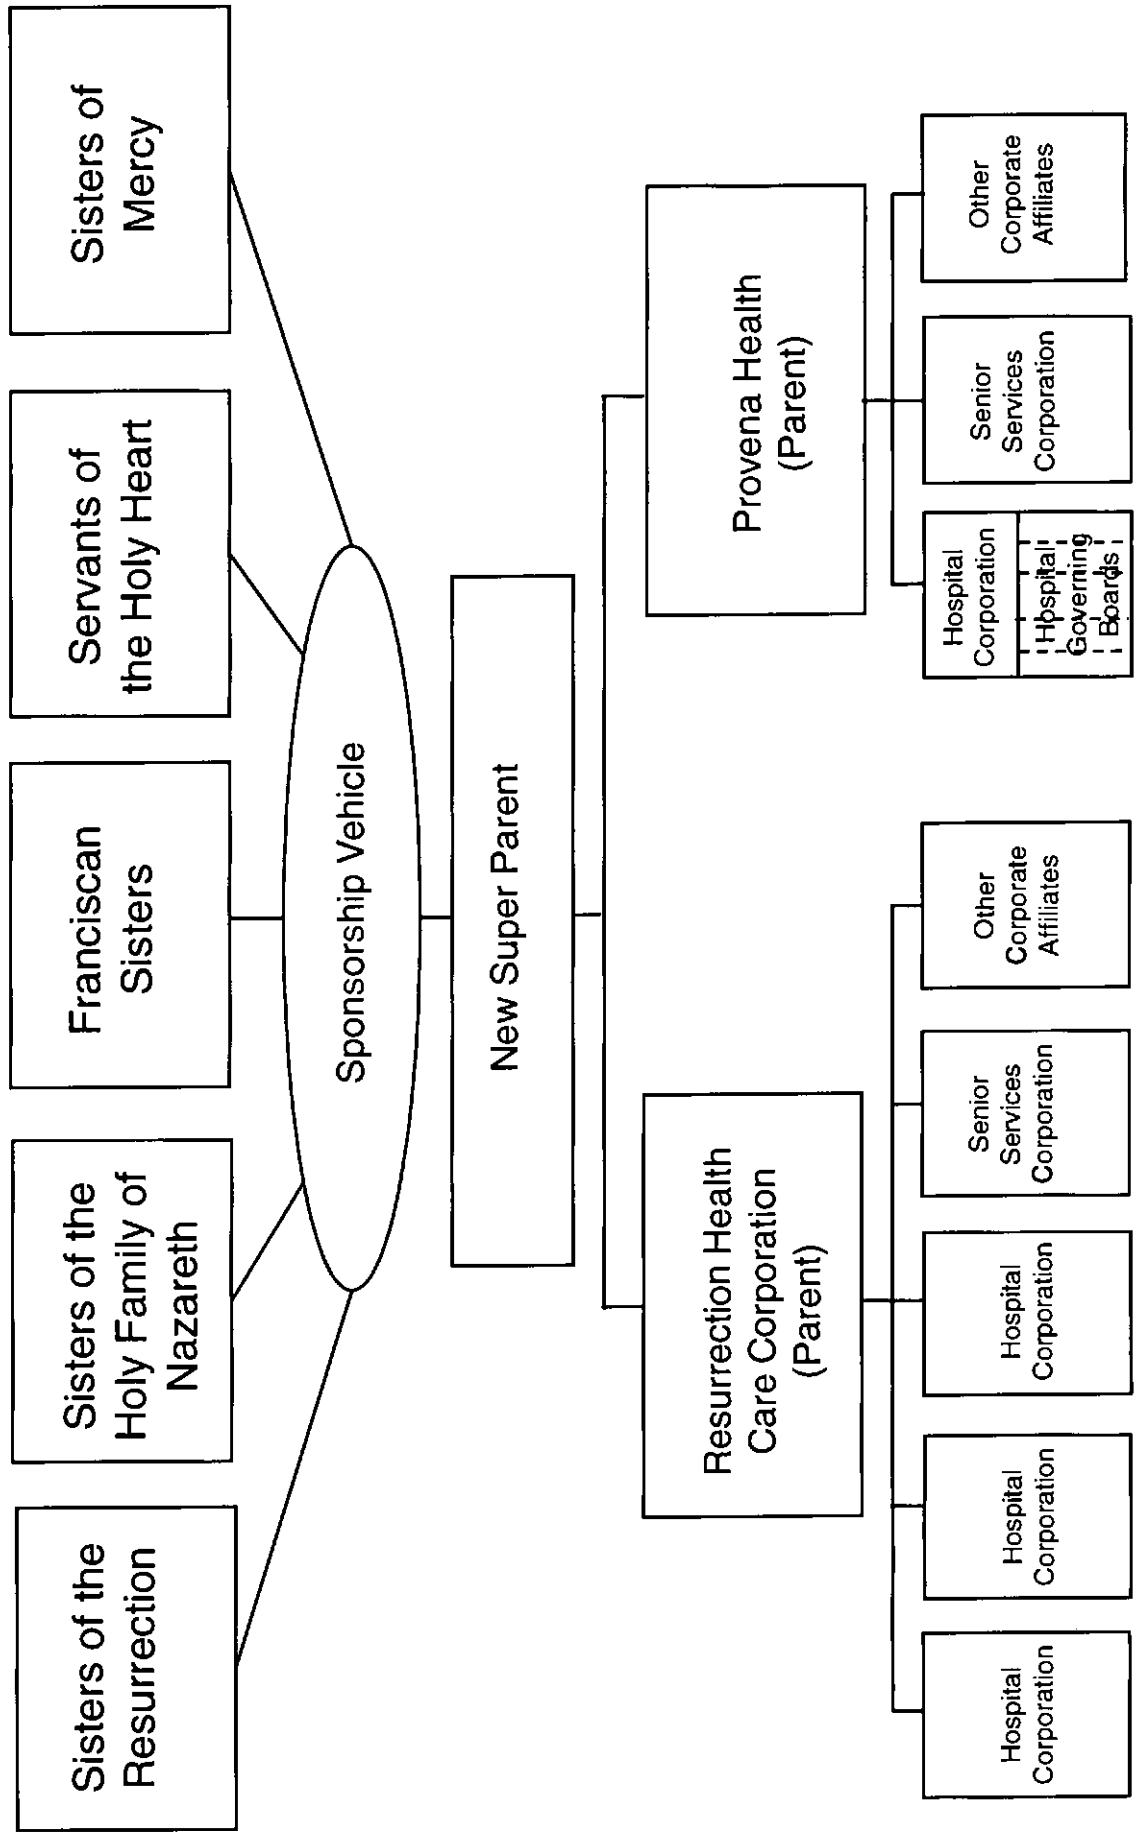 Sisters of the
Resurrection
Sisters of the
Holy Family of
Nazareth
Franciscan
Sisters
Servants of
the Holy Heart
Sisters of
Mercy
Sponsorship Vehicle
New Super Parent
Resurrection Health
Care Corporation
(Parent)
Provena Health
(Parent)
Hospital
Corporation
Hospital
Corporation
Hospital
Corporation
Senior
Services
Corporation
Other
Corporate
Affiliates
Hospital
Corporation
Hospital
Governing
Boards
Senior
Services
Corporation
Other
Corporate
Affiliates